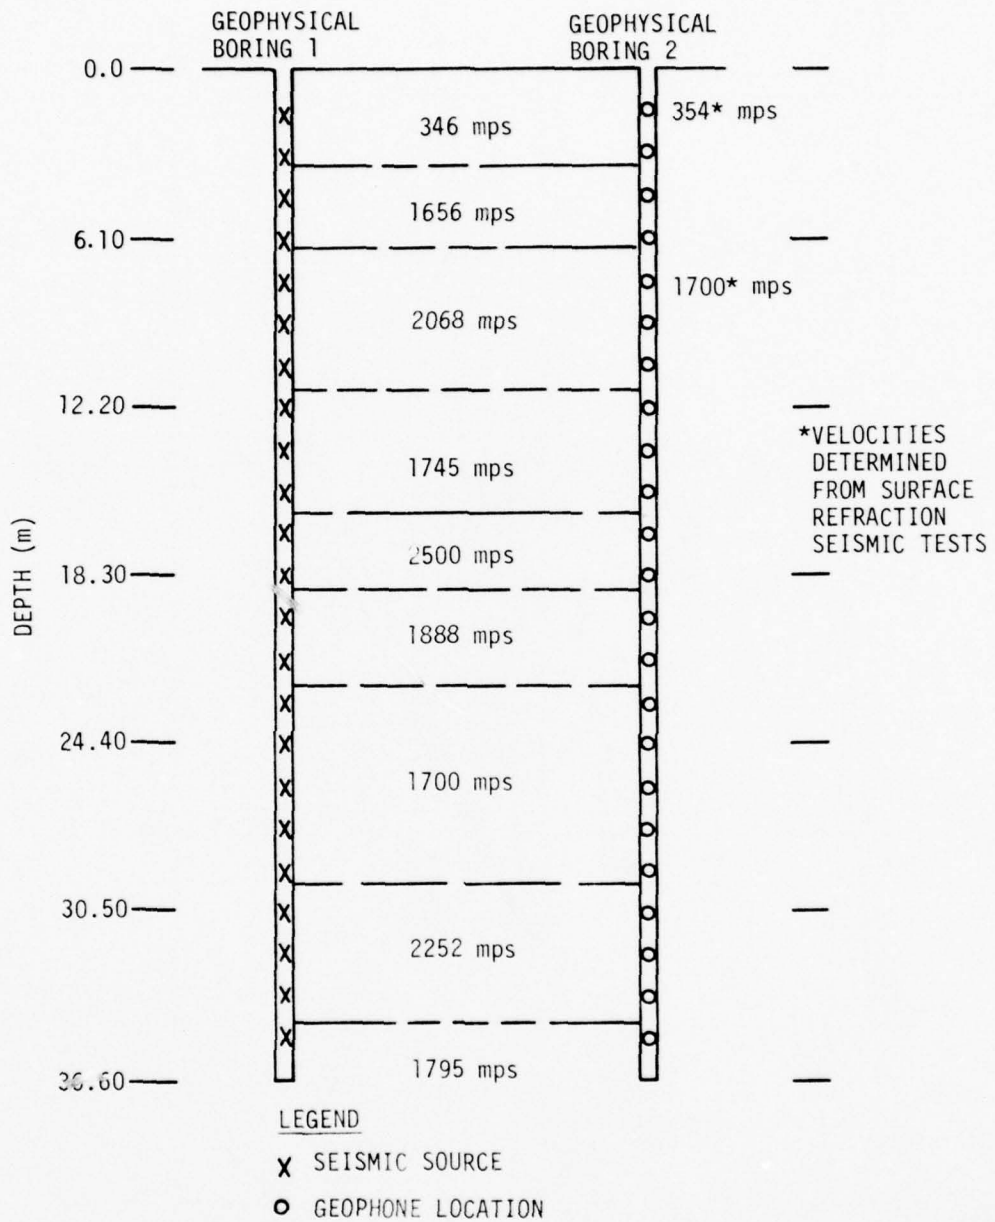 GEOPHYSICAL
BORING 1
GEOPHYSICAL
BORING 2
0.0
354* mps
346 mps
1656 mps
6.10
1700* mps
2068 mps
12.20
*VELOCITIES
DETERMINED
FROM SURFACE
REFRACTION
SEISMIC TESTS
1745 mps
2500 mps
18.30
DEPTH (m)
1888 mps
24.40
1700 mps
30.50
2252 mps
1795 mps
36.60
LEGEND
X SEISMIC SOURCE
O GEOPHONE LOCATION